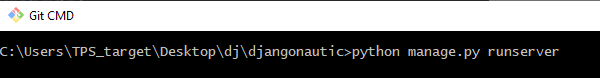 Git CMD
C:\Users\TPS_target\Desktop\dj\djangonautic>python manage.py runserver